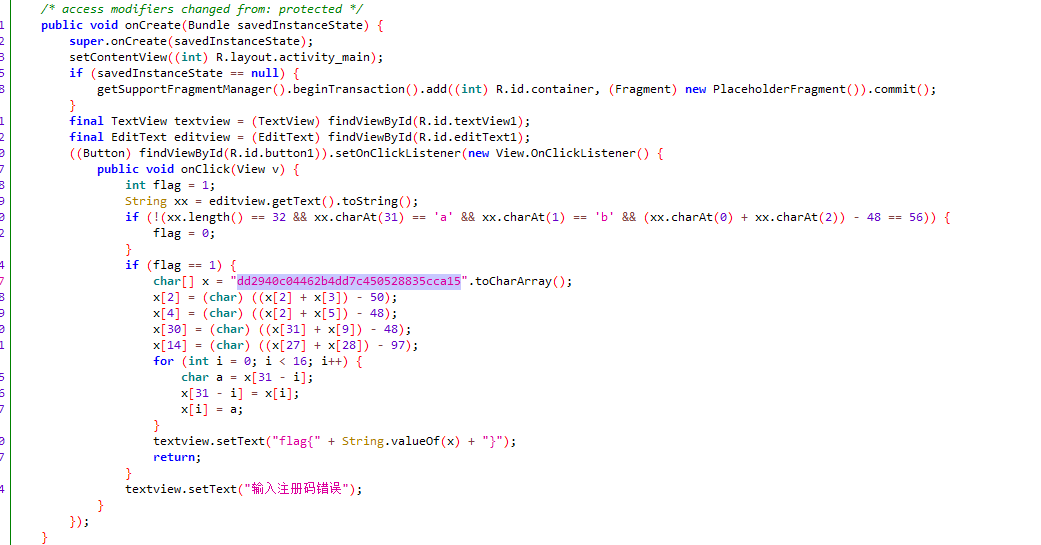 /* access modifiers changed from: protected */
1 public void onCreate(Bundle savedInstanceState) {
2 super.onCreate(savedInstanceState);
3 setContentView((int) R.layout.activity_main);
5 if (savedInstanceState == null) {
8 getSupportFragmentManager().beginTransaction().add((int) R.id.container, (Fragment) new PlaceholderFragment()).commit();
}
1 final TextView textview = (TextView) findViewById(R.id.textView1);
2 final EditText editview = (EditText) findViewById(R.id.editText1);
0 ((Button) findViewById(R.id.button1)).setOnClickListener(new View.OnClickListener() {
7 public void onClick(View v) {
8 int flag = 1;
9 String xx = editview.getText().toString();
0 if (!(xx.length() == 32 && xx.charAt(31) == 'a' && xx.charAt(1) == 'b' && (xx.charAt(0) + xx.charAt(2)) - 48 == 56)) {
2 flag = 0;
}
4 if (flag == 1) {
7 char[] x = "dd2940c04462b4dd7c450528835cca15".toCharArray();
8 x[2] = (char) ((x[2] + x[3]) - 50);
9 x[4] = (char) ((x[2] + x[5]) - 48);
0 x[30] = (char) ((x[31] + x[9]) - 48);
1 x[14] = (char) ((x[27] + x[28]) - 97);
for (int i = 0; i < 16; i++) {
5 char a = x[31 - i];
6 x[31 - i] = x[i];
7 x[i] = a;
}
0 textview.setText("flag{" + String.valueOf(x) + "}");
7 return;
}
4 textview.setText("输入注册码错误");
}
});
}